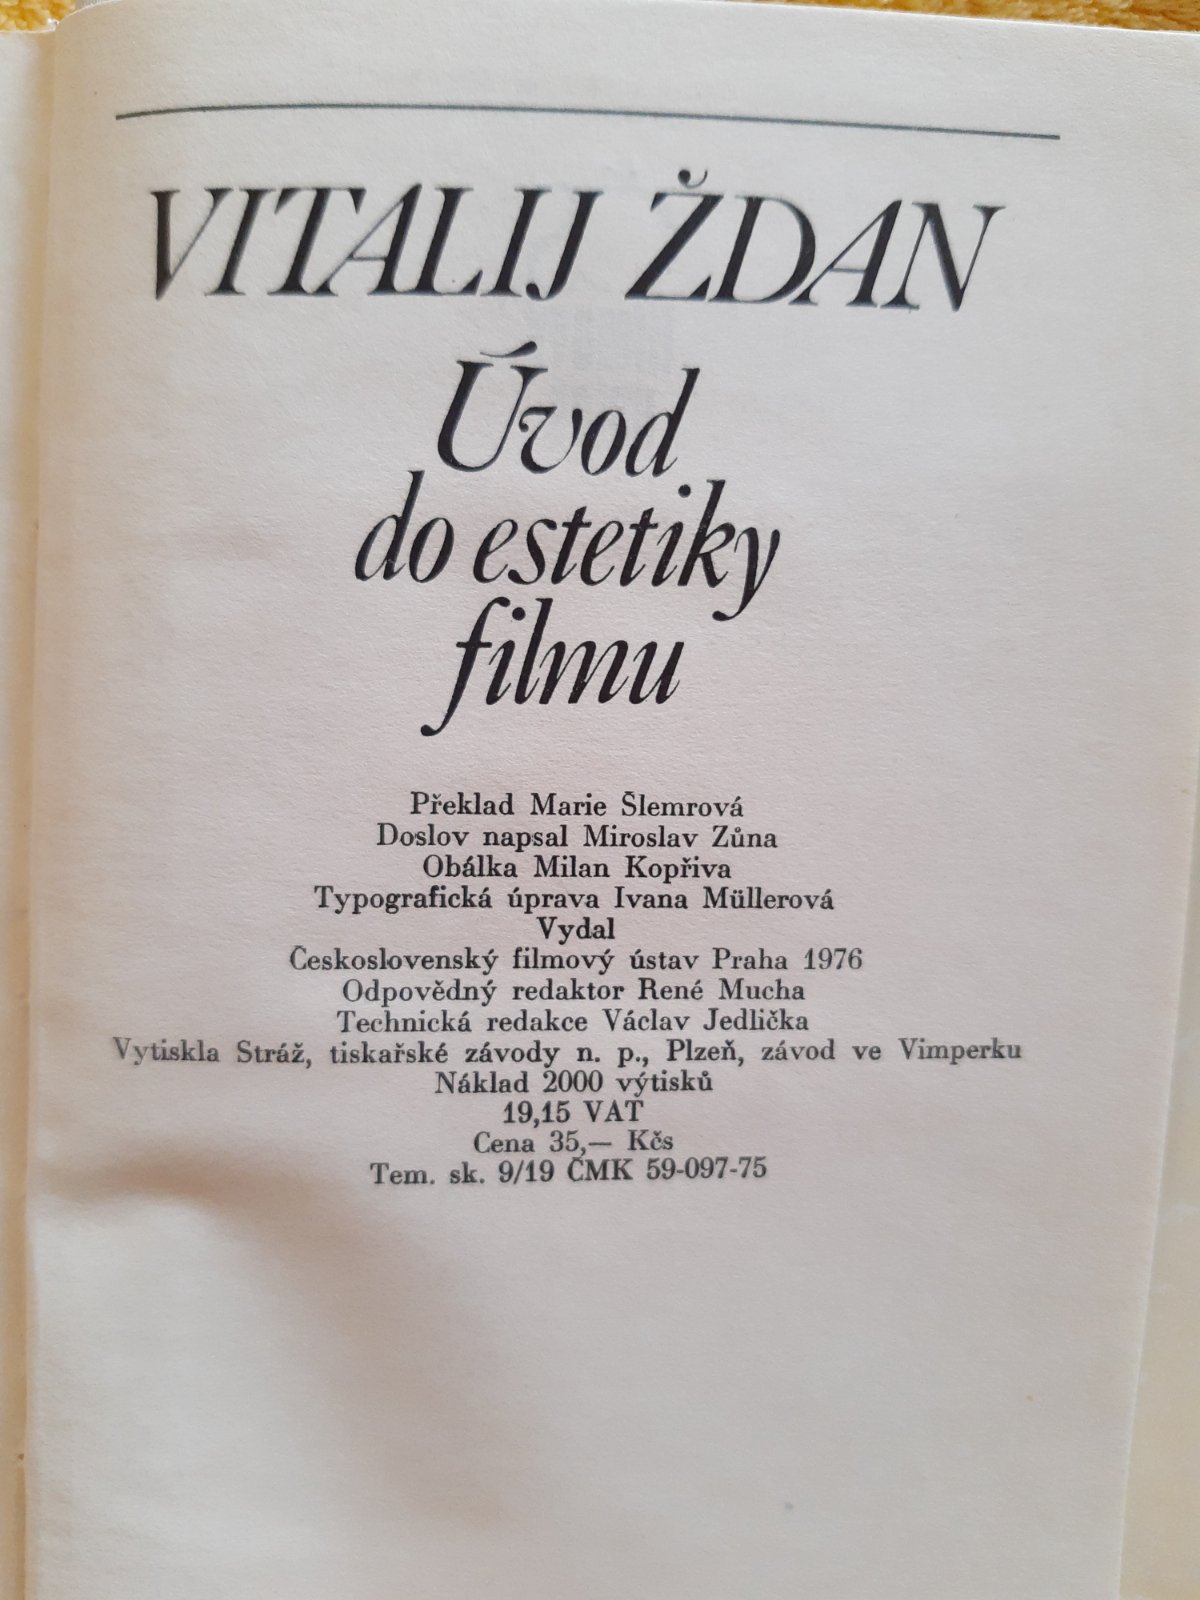 VITALIJ ŽDAN
Úvod
do estetiky
filmu
Překlad Marie Šlemrová
Doslov napsal Miroslav Zůna
Obálka Milan Kopřiva
Typografická úprava Ivana Müllerová
Vydal
Československý filmový ústav Praha 1976
Odpovědný redaktor René Mucha
Technická redakce Václav Jedlička
Vytiskla Stráž, tiskařské závody n. p., Plzeň, závod ve Vimperku
Náklad 2000 výtisků
19,15 VAT
Cena 35,— Kčs
Tem. sk. 9/19 ČMK 59-097-75